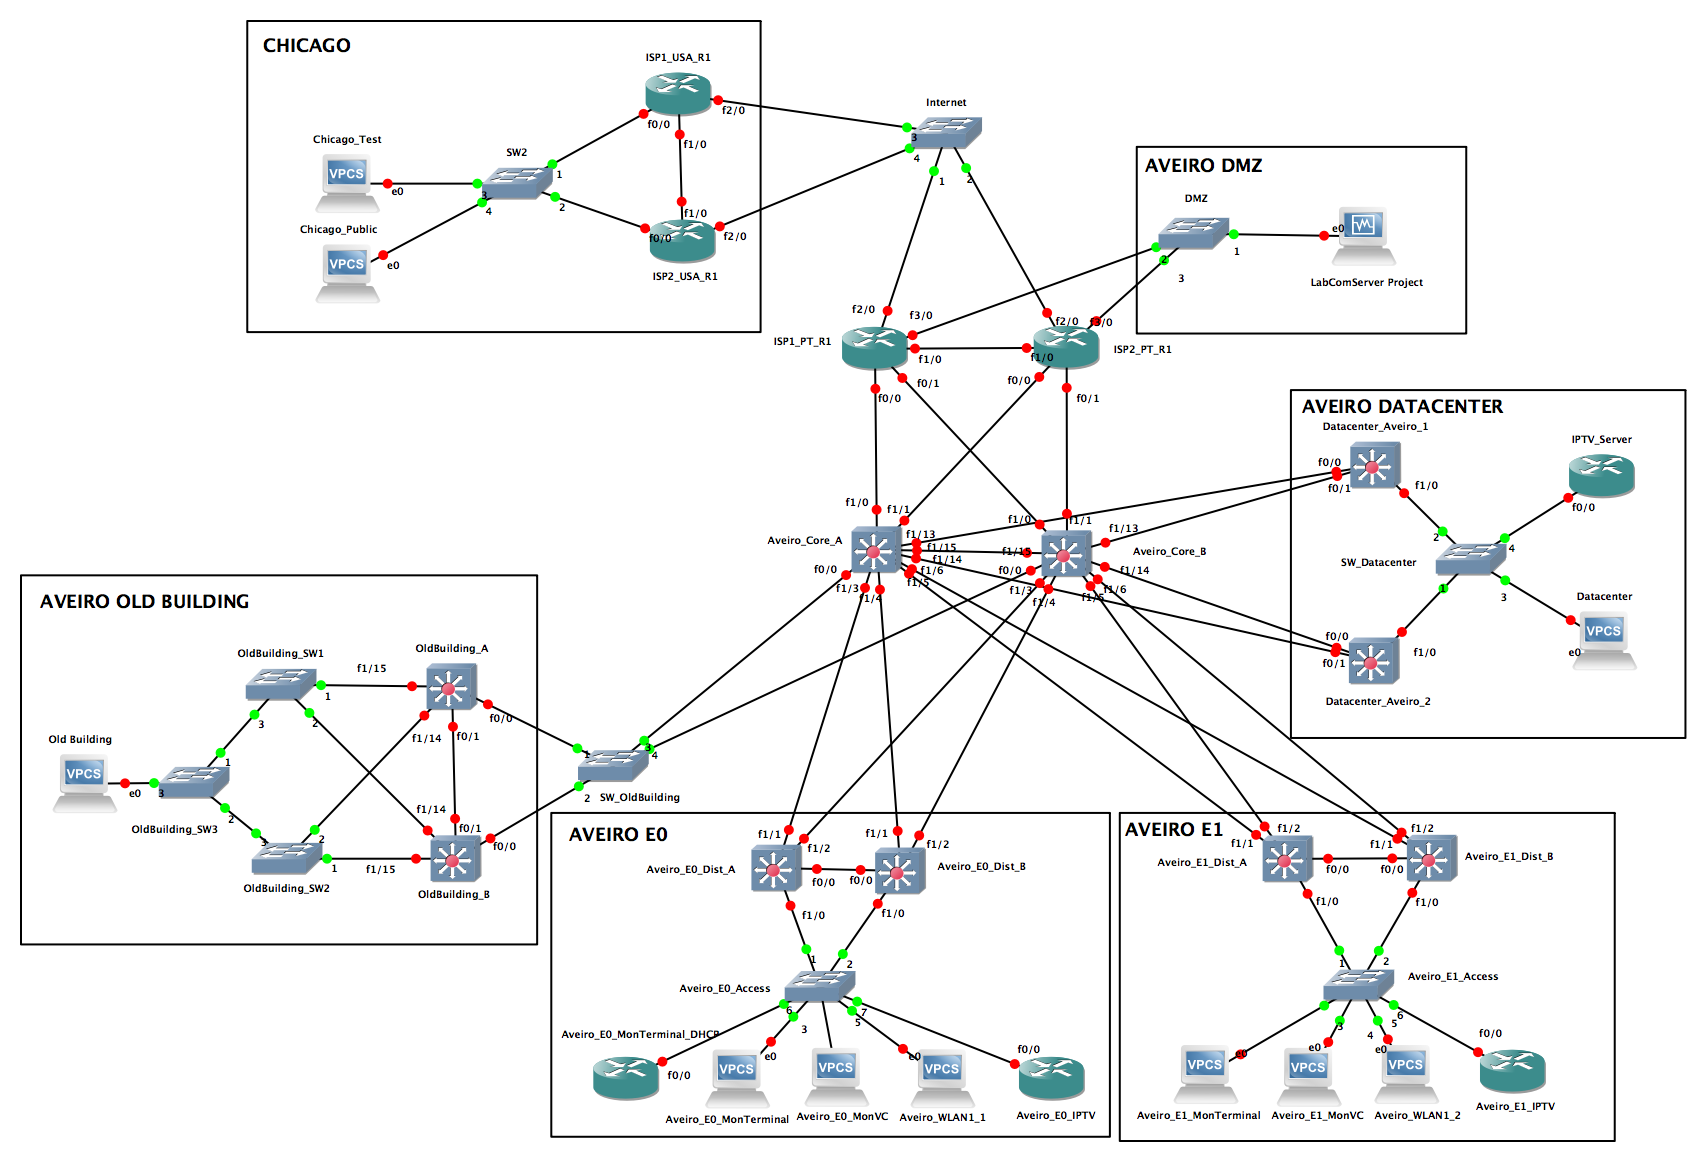 CHICAGO
ISP1_USA_R1
f2/0
f0/0
f1/0
Chicago_Test
VPCS
e0
SW2
1
2
3
4
Chicago_Public
VPCS
e0
f1/0
f0/0
f2/0
ISP2_USA_R1
Internet
3
4
1
2
AVEIRO DMZ
DMZ
2
1
3
e0
LabComServer Project
f2/0
f3/0
ISP1_PT_R1
f1/0
f0/0
f0/1
f2/0
f3/0
f1/0
ISP2_PT_R1
f0/0
f0/1
AVEIRO DATACENTER
Datacenter_Aveiro_1
f0/0
f0/1
f1/0
IPTV_Server
f0/0
2
4
SW_Datacenter
1
3
Datacenter
VPCS
e0
f0/0
f0/1
f1/0
Datacenter_Aveiro_2
f1/0
f1/1
Aveiro_Core_A
f1/13
f1/15
f1/14
f1/6
f1/5
f0/0
f1/3
f1/4
f1/0
f1/1
f1/13
f1/15
Aveiro_Core_B
f1/14
f0/0
f1/3
f1/4
f1/5
f1/6
AVEIRO OLD BUILDING
OldBuilding_SW1
f1/15
1
2
3
OldBuilding_A
f0/0
f1/14
f0/1
Old Building
VPCS
e0
3
1
2
OldBuilding_SW3
3
2
1
OldBuilding_SW2
f1/14
f0/1
f0/0
f1/15
OldBuilding_B
1
3
4
2
SW_OldBuilding
AVEIRO E0
f1/1
f1/2
Aveiro_E0_Dist_A
f0/0
f1/0
f1/1
f1/2
Aveiro_E0_Dist_B
f0/0
f1/0
1
2
Aveiro_E0_Access
6
3
5
7
Aveiro_E0_MonTerminal_DHCP
f0/0
e0
VPCS
Aveiro_E0_MonTerminal
VPCS
Aveiro_E0_MonVC
e0
VPCS
Aveiro_WLAN1_1
f0/0
Aveiro_E0_IPTV
AVEIRO E1
f1/2
f1/1
Aveiro_E1_Dist_A
f0/0
f1/0
f1/2
f1/1
Aveiro_E1_Dist_B
f0/0
f1/0
1
2
Aveiro_E1_Access
3
4
5
6
e0
VPCS
Aveiro_E1_MonTerminal
e0
VPCS
Aveiro_E1_MonVC
e0
VPCS
Aveiro_WLAN1_2
f0/0
Aveiro_E1_IPTV